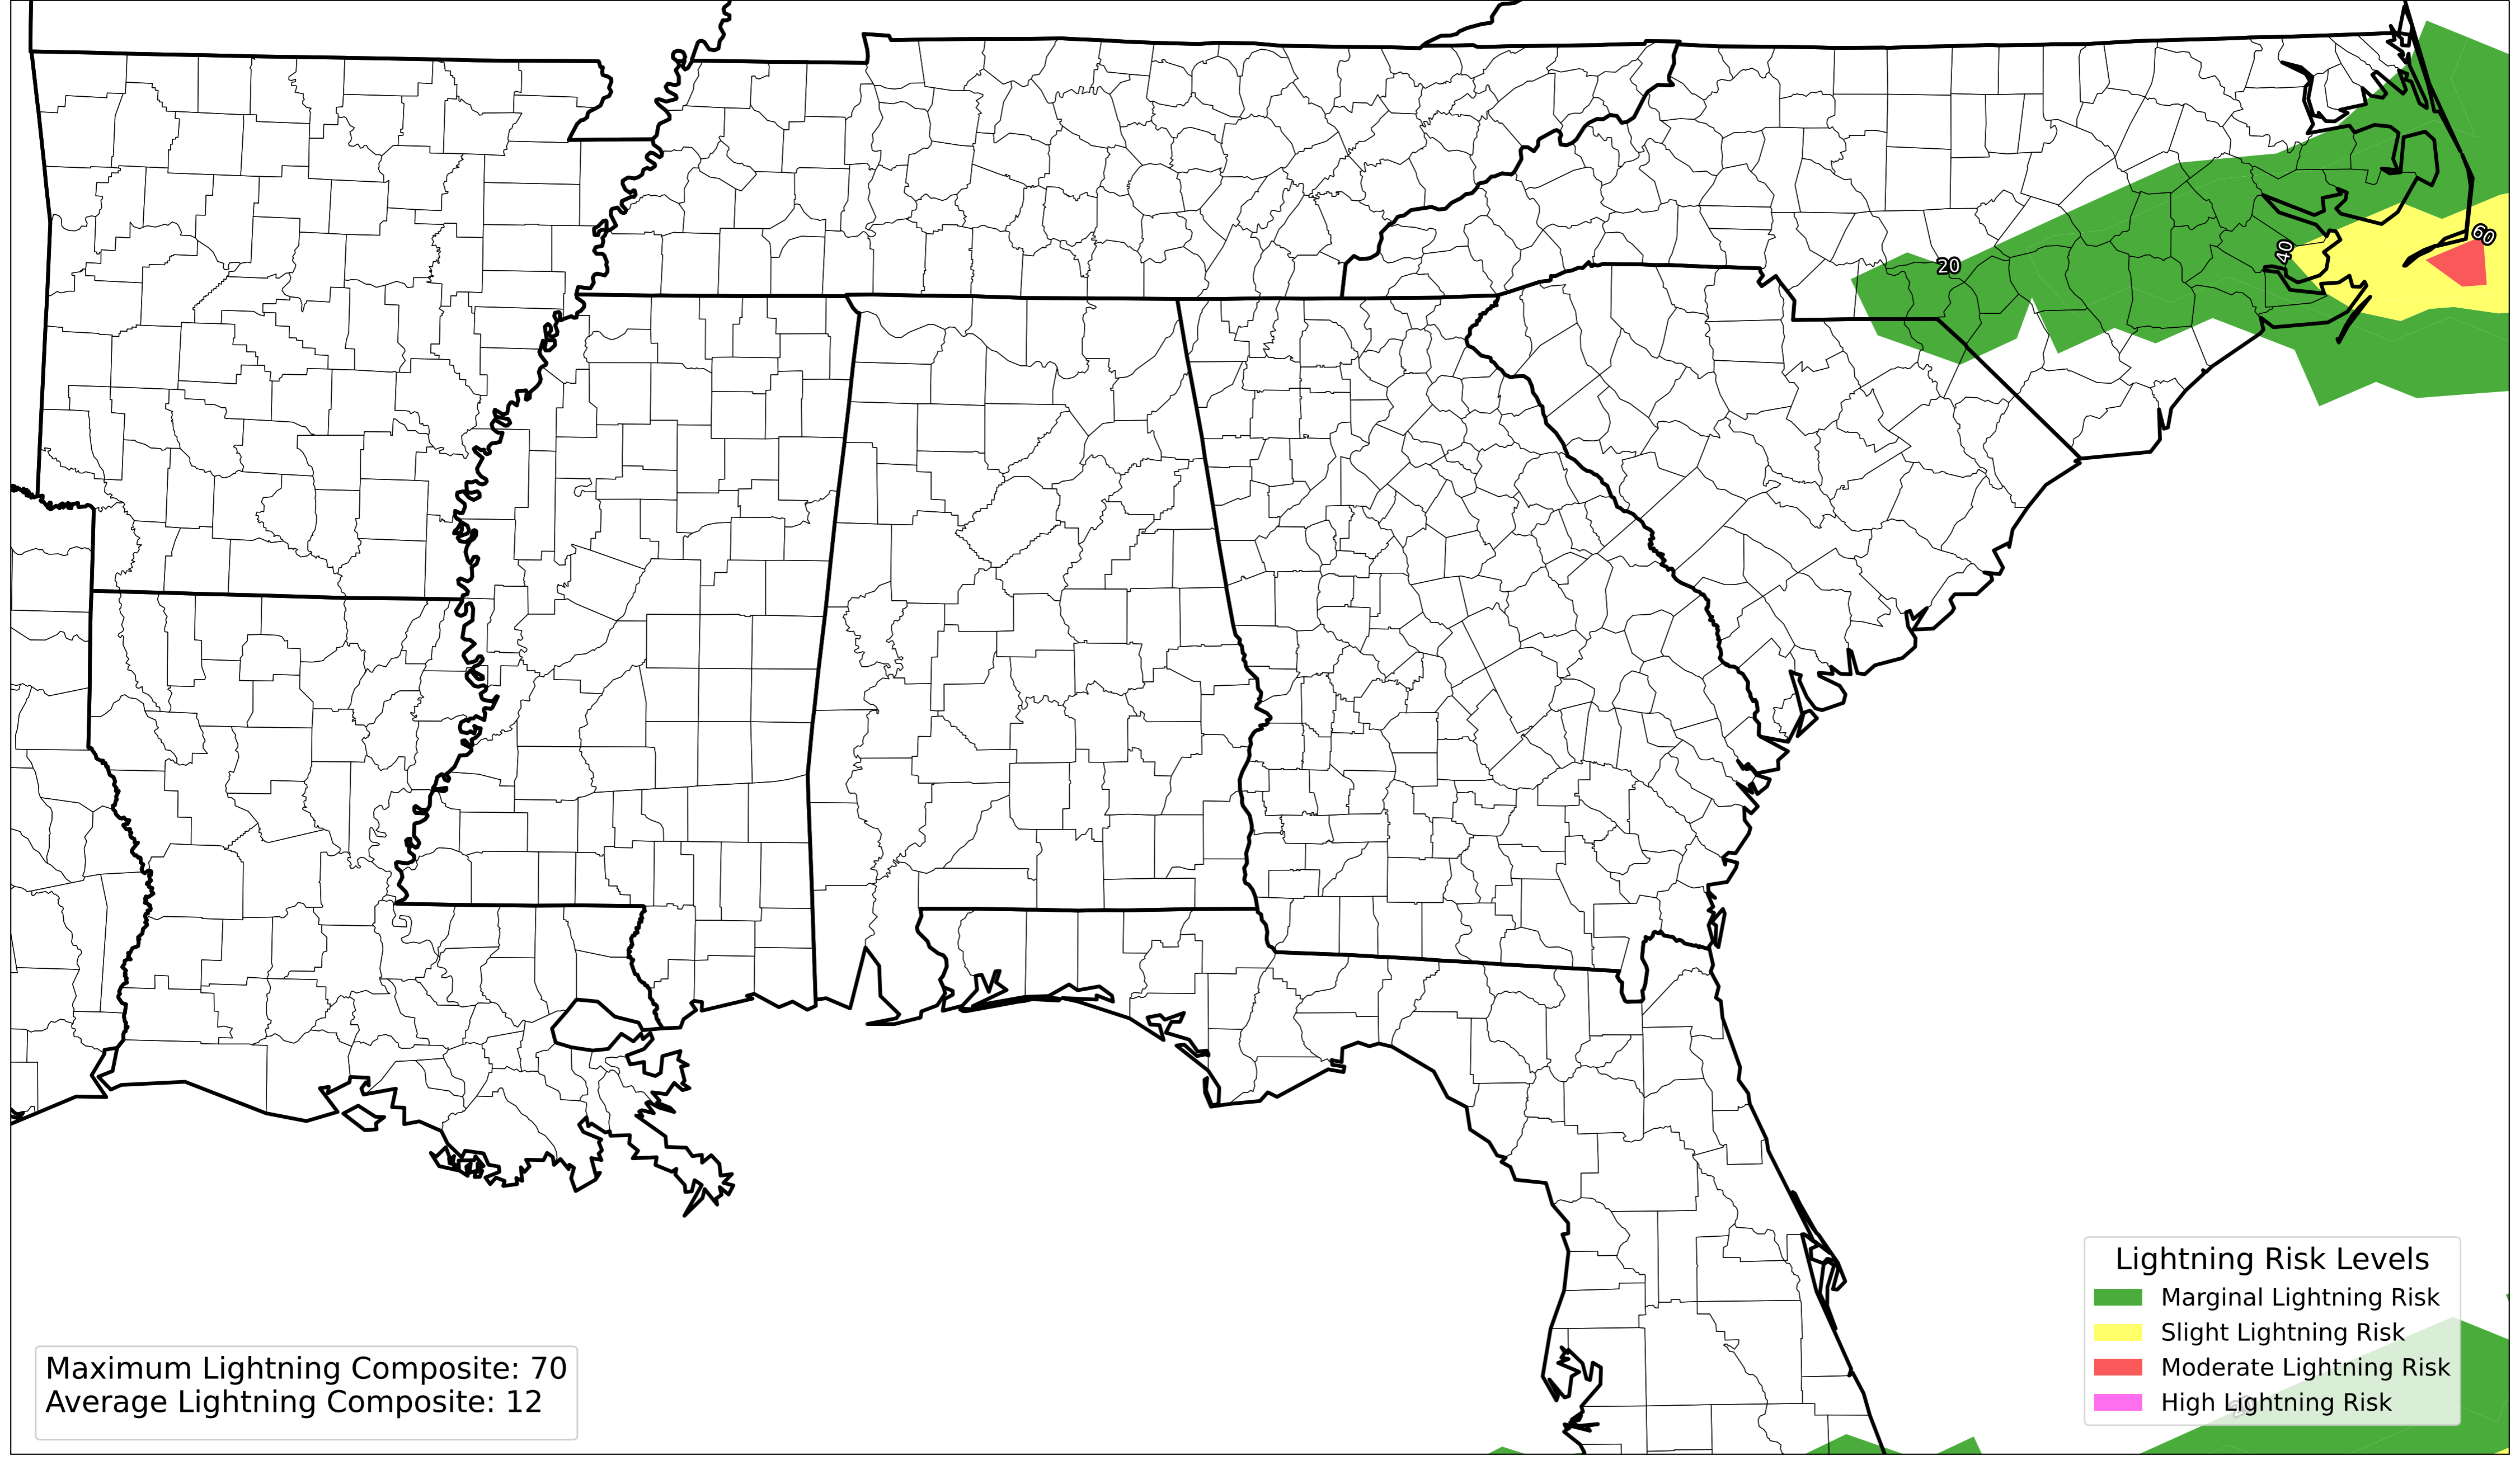 60
40
20
Lightning Risk Levels
Marginal Lightning Risk
Slight Lightning Risk
Moderate Lightning Risk
High Lightning Risk
Maximum Lightning Composite: 70
Average Lightning Composite: 12